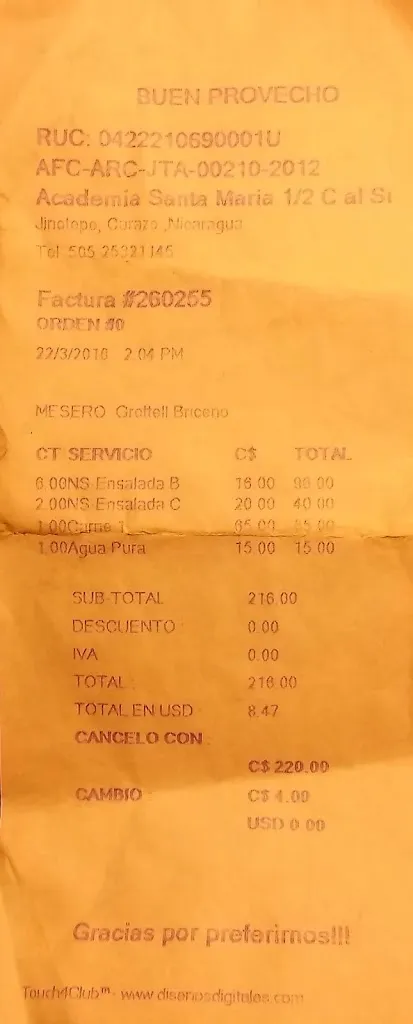 BUEN PROVECHO
RUC: 0422210690001U
AFC-ARC-JTA-00210-2012
Academia Santa Maria 1/2 C al
Jinotepe, Carazo ,Nicaragua
Tel 505
Factura #260255
ORDEN #0
22/3/2016 2:04 PM
MESERO Grettell Briceno
CT SERVICIO C$ TOTAL
6.00NS Ensalada B 16.00 96.00
2.00NS Ensalada C 20.00 40.00
1.00Carne 1 65.00 65.00
1.00Agua Pura 15.00 15.00
SUB-TOTAL 216.00
DESCUENTO : 0.00
IVA 0.00
TOTAL : 216.00
TOTAL EN USD : 8.47
CANCELO CON :
C$ 220.00
CAMBIO : C$ 4.00
USD 0.00
Gracias por preferirnos!!!
Touch4Club™- www.disenosdigitales.com